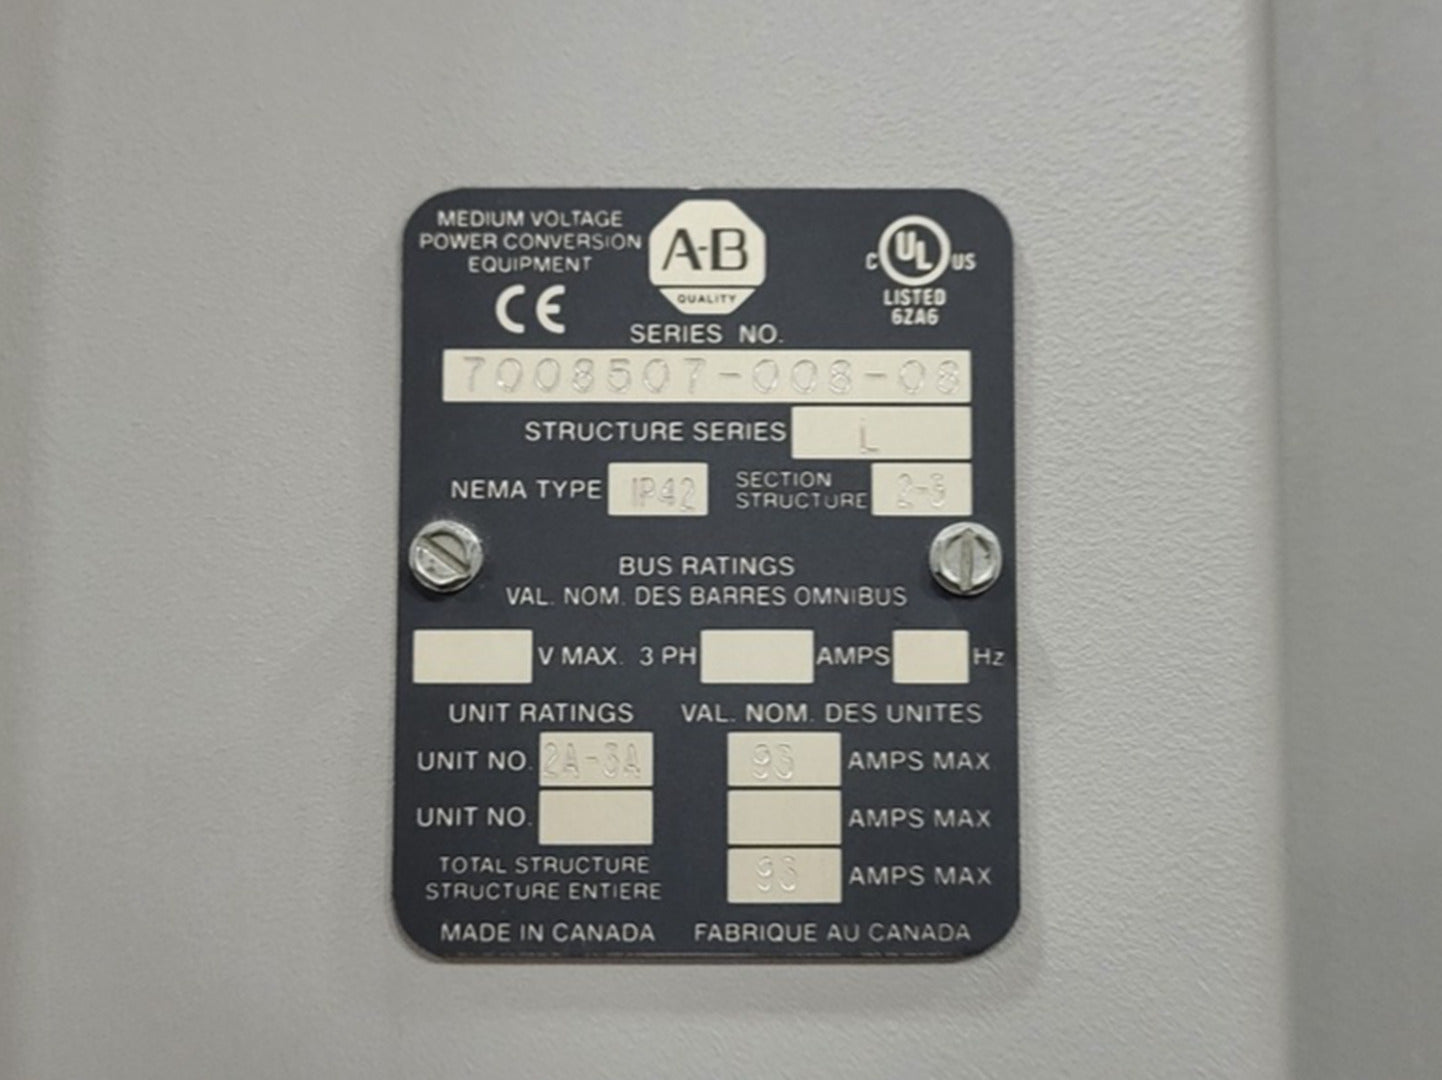 MEDIUM VOLTAGE
POWER CONVERSION
EQUIPMENT
CE
A-B
QUALITY
C UL US
LISTED
6ZA6
SERIES NO.
7008507-008-08
STRUCTURE SERIES L
NEMA TYPE IP42
SECTION STRUCTURE 2-3
BUS RATINGS
VAL. NOM. DES BARRES OMNIBUS
V MAX. 3 PH AMPS Hz
UNIT RATINGS VAL. NOM. DES UNITES
UNIT NO. 2A-3A 93 AMPS MAX
UNIT NO. AMPS MAX
TOTAL STRUCTURE
STRUCTURE ENTIERE 93 AMPS MAX
MADE IN CANADA FABRIQUE AU CANADA